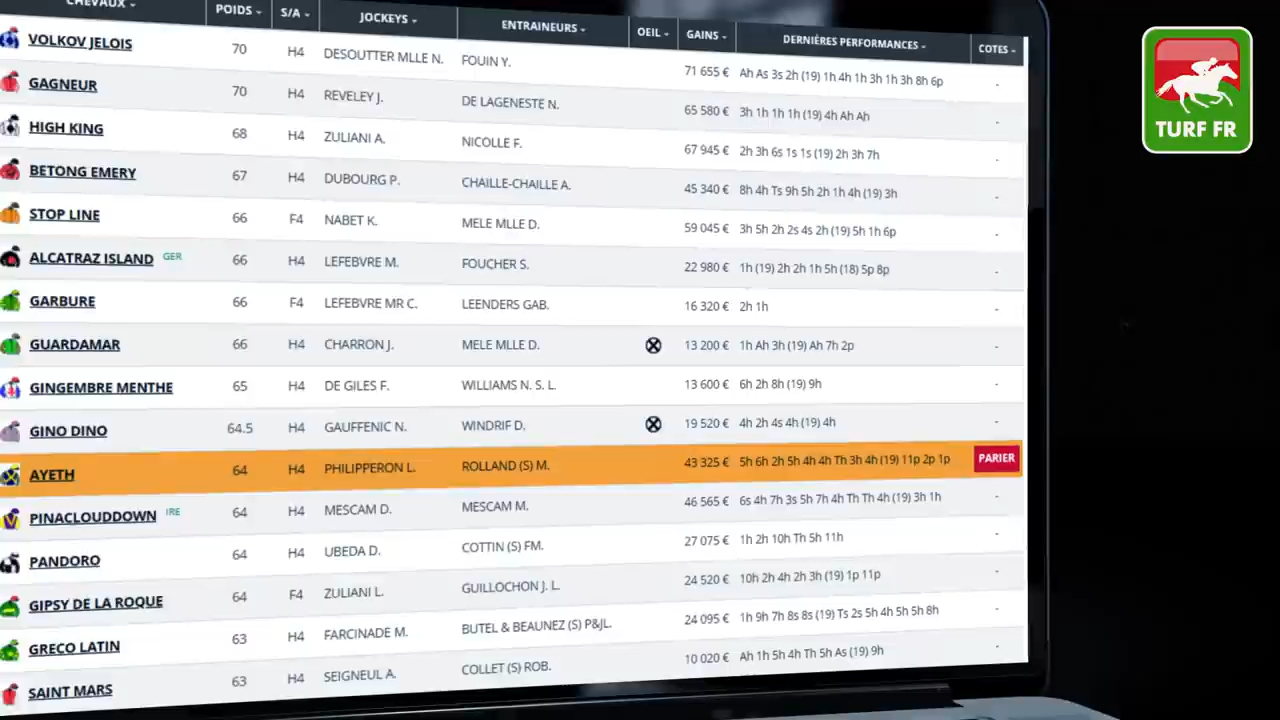 CHEVAUX POIDS S/A JOCKEYS ENTRAINEURS OEIL GAINS DERNIÈRES PERFORMANCES COTES
VOLKOV JELOIS 70 H4 DESOUTTER MLLE N. FOUIN Y. 71 655 € Ah As 3s 2h (19) 1h 4h 1h 3h 1h 3h 8h 6p -
GAGNEUR 70 H4 REVELEY J. DE LAGENESTE N. 65 580 € 3h 1h 1h 1h (19) 4h Ah Ah -
HIGH KING 68 H4 ZULIANI A. NICOLLE F. 67 945 € 2h 3h 6s 1s 1s (19) 2h 3h 7h -
BETONG EMERY 67 H4 DUBOURG P. CHAILLE-CHAILLE A. 45 340 € 8h 4h Ts 9h 5h 2h 1h 4h (19) 3h -
STOP LINE 66 F4 NABET K. MELE MLLE D. 59 045 € 3h 5h 2h 2s 4s 2h (19) 5h 1h 6p -
ALCATRAZ ISLAND GER 66 H4 LEFEBVRE M. FOUCHER S. 22 980 € 1h (19) 2h 2h 1h 5h (18) 5p 8p -
GARBURE 66 F4 LEFEBVRE MR C. LEENDERS GAB. 16 320 € 2h 1h -
GUARDAMAR 66 H4 CHARRON J. MELE MLLE D. 13 200 € 1h Ah 3h (19) Ah 7h 2p -
GINGEMBRE MENTHE 65 H4 DE GILES F. WILLIAMS N. S. L. 13 600 € 6h 2h 8h (19) 9h -
GINO DINO 64.5 H4 GAUFFENIC N. WINDRIF D. 19 520 € 4h 2h 4s 4h (19) 4h -
AYETH 64 H4 PHILIPPERON L. ROLLAND (S) M. 43 325 € 5h 6h 2h 5h 4h 4h Th 3h 4h (19) 11p 2p 1p PARIER
PINACLOUDDOWN IRE 64 H4 MESCAM D. MESCAM M. 46 565 € 6s 4h 7h 3s 5h 7h 4h Th Th 4h (19) 3h 1h -
PANDORO 64 H4 UBEDA D. COTTIN (S) FM. 27 075 € 1h 2h 10h Th 5h 11h -
GIPSY DE LA ROQUE 64 F4 ZULIANI L. GUILLOCHON J. L. 24 520 € 10h 2h 4h 2h 3h (19) 1p 11p -
GRECO LATIN 63 H4 FARCINADE M. BUTEL & BEAUNEZ (S) P&JL. 24 095 € 1h 9h 7h 8s 8s (19) Ts 2s 5h 4h 5h 5h 8h -
SAINT MARS 63 H4 SEIGNEUL A. COLLET (S) ROB. 10 020 € Ah 1h 5h 4h Th 5h As (19) 9h -
TURF FR